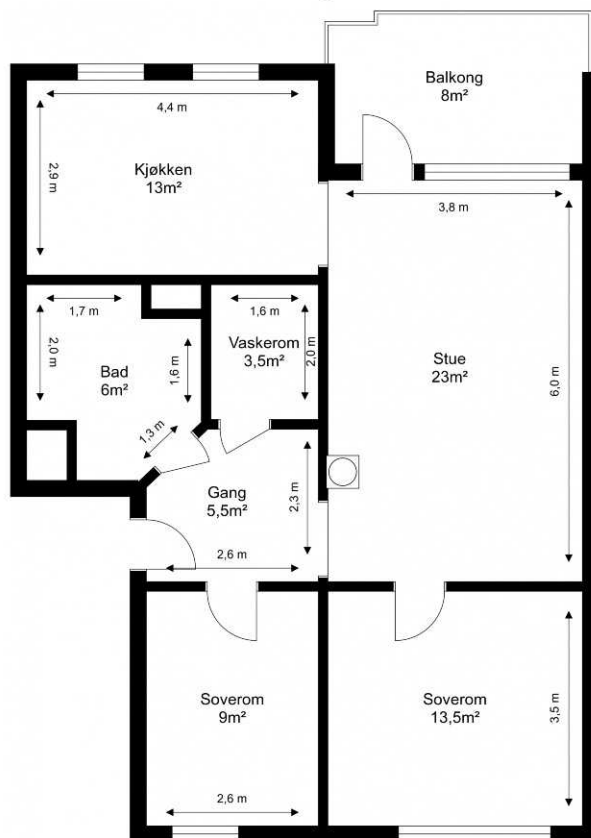 Balkong
8m²
4,4 m
2,9 m
Kjøkken
13m²
3,8 m
1,7 m
1,6 m
2,0 m
Bad
6m²
1,6 m
Vaskerom
3,5m²
2,0 m
Stue
23m²
6,0 m
1,3 m
Gang
5,5m²
2,3 m
2,6 m
Soverom
9m²
2,6 m
Soverom
13,5m²
3,5 m